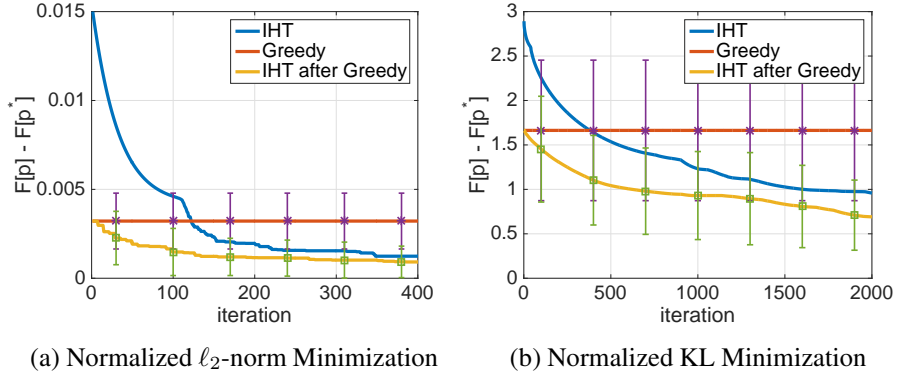 0.015
0.01
0.005
0
F[p] - F[p*]
IHT
Greedy
IHT after Greedy
0 100 200 300 400
iteration
(a) Normalized ℓ₂-norm Minimization
3
2.5
2
1.5
1
0.5
0
F[p] - F[p*]
IHT
Greedy
IHT after Greedy
0 500 1000 1500 2000
iteration
(b) Normalized KL Minimization